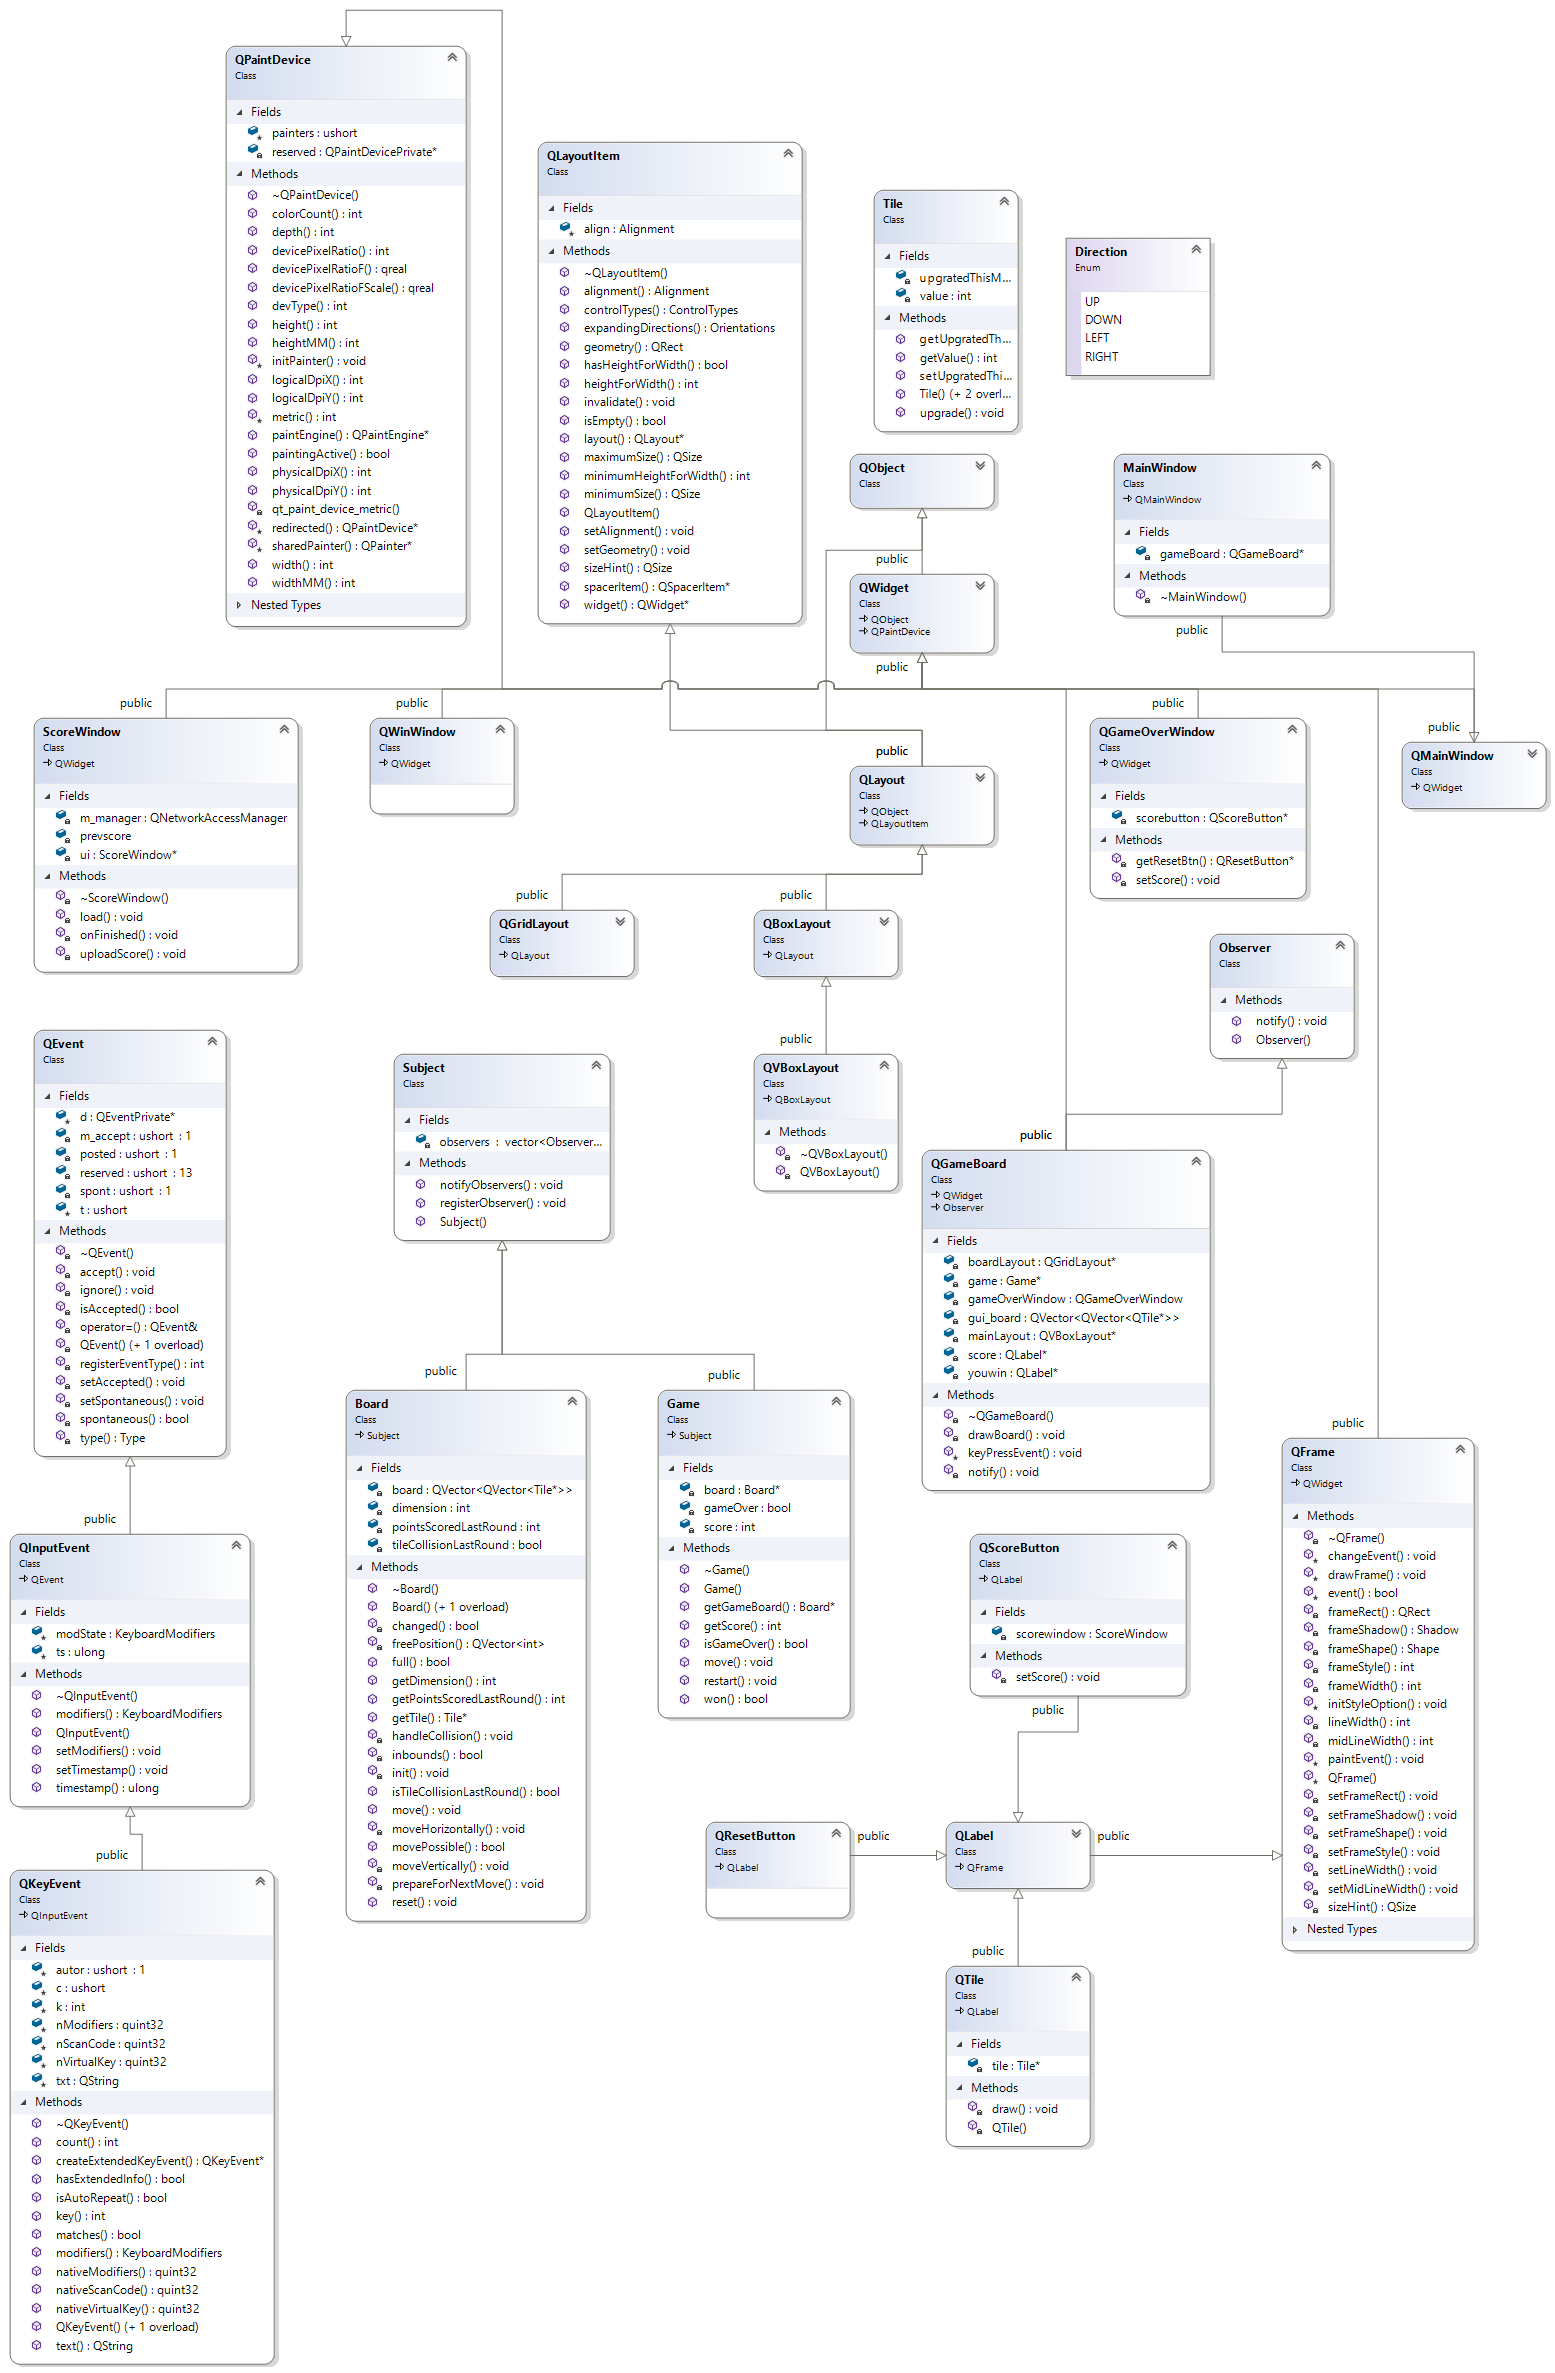 QPaintDevice
Class
Fields
painters : ushort
reserved : QPaintDevicePrivate*
Methods
~QPaintDevice()
colorCount() : int
depth() : int
devicePixelRatio() : int
devicePixelRatioF() : qreal
devicePixelRatioFScale() : qreal
devType() : int
height() : int
heightMM() : int
initPainter() : void
logicalDpiX() : int
logicalDpiY() : int
metric() : int
paintEngine() : QPaintEngine*
paintingActive() : bool
physicalDpiX() : int
physicalDpiY() : int
qt_paint_device_metric()
redirected() : QPaintDevice*
sharedPainter() : QPainter*
width() : int
widthMM() : int
Nested Types
QLayoutItem
Class
Fields
align : Alignment
Methods
~QLayoutItem()
alignment() : Alignment
controlTypes() : ControlTypes
expandingDirections() : Orientations
geometry() : QRect
hasHeightForWidth() : bool
heightForWidth() : int
invalidate() : void
isEmpty() : bool
layout() : QLayout*
maximumSize() : QSize
minimumHeightForWidth() : int
minimumSize() : QSize
QLayoutItem()
setAlignment() : void
setGeometry() : void
sizeHint() : QSize
spacerItem() : QSpacerItem*
widget() : QWidget*
Tile
Class
Fields
upgratedThisM...
value : int
Methods
getUpgratedTh...
getValue() : int
setUpgratedThi...
Tile() (+ 2 overl...
upgrade() : void
Direction
Enum
UP
DOWN
LEFT
RIGHT
QObject
Class
public
QWidget
Class
QObject
QPaintDevice
public
MainWindow
Class
QMainWindow
Fields
gameBoard : QGameBoard*
Methods
~MainWindow()
public
public
ScoreWindow
Class
QWidget
Fields
m_manager : QNetworkAccessManager
prevscore
ui : ScoreWindow*
Methods
~ScoreWindow()
load() : void
onFinished() : void
uploadScore() : void
public
QWinWindow
Class
QWidget
public
QLayout
Class
QObject
QLayoutItem
public
QGameOverWindow
Class
QWidget
Fields
scorebutton : QScoreButton*
Methods
getResetBtn() : QResetButton*
setScore() : void
public
QMainWindow
Class
QWidget
public
QGridLayout
Class
QLayout
public
QBoxLayout
Class
QLayout
Observer
Class
Methods
notify() : void
Observer()
QEvent
Class
Fields
d : QEventPrivate*
m_accept : ushort : 1
posted : ushort : 1
reserved : ushort : 13
spont : ushort : 1
t : ushort
Methods
~QEvent()
accept() : void
ignore() : void
isAccepted() : bool
operator=() : QEvent&
QEvent() (+ 1 overload)
registerEventType() : int
setAccepted() : void
setSpontaneous() : void
spontaneous() : bool
type() : Type
Subject
Class
Fields
observers : vector<Observer...
Methods
notifyObservers() : void
registerObserver() : void
Subject()
public
QVBoxLayout
Class
QBoxLayout
Methods
~QVBoxLayout()
QVBoxLayout()
public
QGameBoard
Class
QWidget
Observer
Fields
boardLayout : QGridLayout*
game : Game*
gameOverWindow : QGameOverWindow
gui_board : QVector<QVector<QTile*>>
mainLayout : QVBoxLayout*
score : QLabel*
youwin : QLabel*
Methods
~QGameBoard()
drawBoard() : void
keyPressEvent() : void
notify() : void
public
Board
Class
Subject
Fields
board : QVector<QVector<Tile*>>
dimension : int
pointsScoredLastRound : int
tileCollisionLastRound : bool
Methods
~Board()
Board() (+ 1 overload)
changed() : bool
freePosition() : QVector<int>
full() : bool
getDimension() : int
getPointsScoredLastRound() : int
getTile() : Tile*
handleCollision() : void
inbounds() : bool
init() : void
isTileCollisionLastRound() : bool
move() : void
moveHorizontally() : void
movePossible() : bool
moveVertically() : void
prepareForNextMove() : void
reset() : void
public
Game
Class
Subject
Fields
board : Board*
gameOver : bool
score : int
Methods
~Game()
Game()
getGameBoard() : Board*
getScore() : int
isGameOver() : bool
move() : void
restart() : void
won() : bool
public
QFrame
Class
QWidget
Methods
~QFrame()
changeEvent() : void
drawFrame() : void
event() : bool
frameRect() : QRect
frameShadow() : Shadow
frameShape() : Shape
frameStyle() : int
frameWidth() : int
initStyleOption() : void
lineWidth() : int
midLineWidth() : int
paintEvent() : void
QFrame()
setFrameRect() : void
setFrameShadow() : void
setFrameShape() : void
setFrameStyle() : void
setLineWidth() : void
setMidLineWidth() : void
sizeHint() : QSize
Nested Types
public
QInputEvent
Class
QEvent
Fields
modState : KeyboardModifiers
ts : ulong
Methods
~QInputEvent()
modifiers() : KeyboardModifiers
QInputEvent()
setModifiers() : void
setTimestamp() : void
timestamp() : ulong
QScoreButton
Class
QLabel
Fields
scorewindow : ScoreWindow
Methods
setScore() : void
public
QResetButton
Class
QLabel
public
QLabel
Class
QFrame
public
public
QKeyEvent
Class
QInputEvent
Fields
autor : ushort : 1
c : ushort
k : int
nModifiers : quint32
nScanCode : quint32
nVirtualKey : quint32
txt : QString
Methods
~QKeyEvent()
count() : int
createExtendedKeyEvent() : QKeyEvent*
hasExtendedInfo() : bool
isAutoRepeat() : bool
key() : int
matches() : bool
modifiers() : KeyboardModifiers
nativeModifiers() : quint32
nativeScanCode() : quint32
nativeVirtualKey() : quint32
QKeyEvent() (+ 1 overload)
text() : QString
public
QTile
Class
QLabel
Fields
tile : Tile*
Methods
draw() : void
QTile()